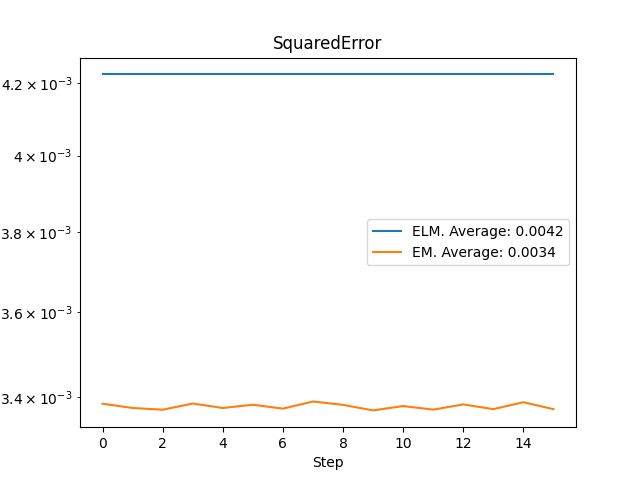 SquaredError
4.2 × 10⁻³
4 × 10⁻³
3.8 × 10⁻³
3.6 × 10⁻³
3.4 × 10⁻³
ELM. Average: 0.0042
EM. Average: 0.0034
0 2 4 6 8 10 12 14
Step